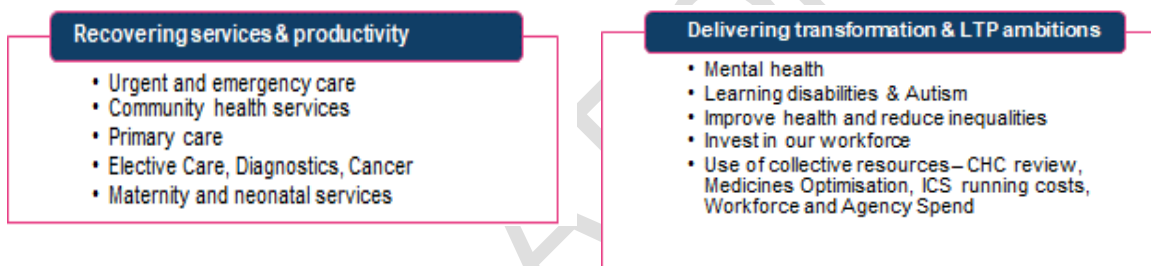 Recovering services & productivity
• Urgent and emergency care
• Community health services
• Primary care
• Elective Care, Diagnostics, Cancer
• Maternity and neonatal services
Delivering transformation & LTP ambitions
• Mental health
• Learning disabilities & Autism
• Improve health and reduce inequalities
• Invest in our workforce
• Use of collective resources – CHC review,
Medicines Optimisation, ICS running costs,
Workforce and Agency Spend